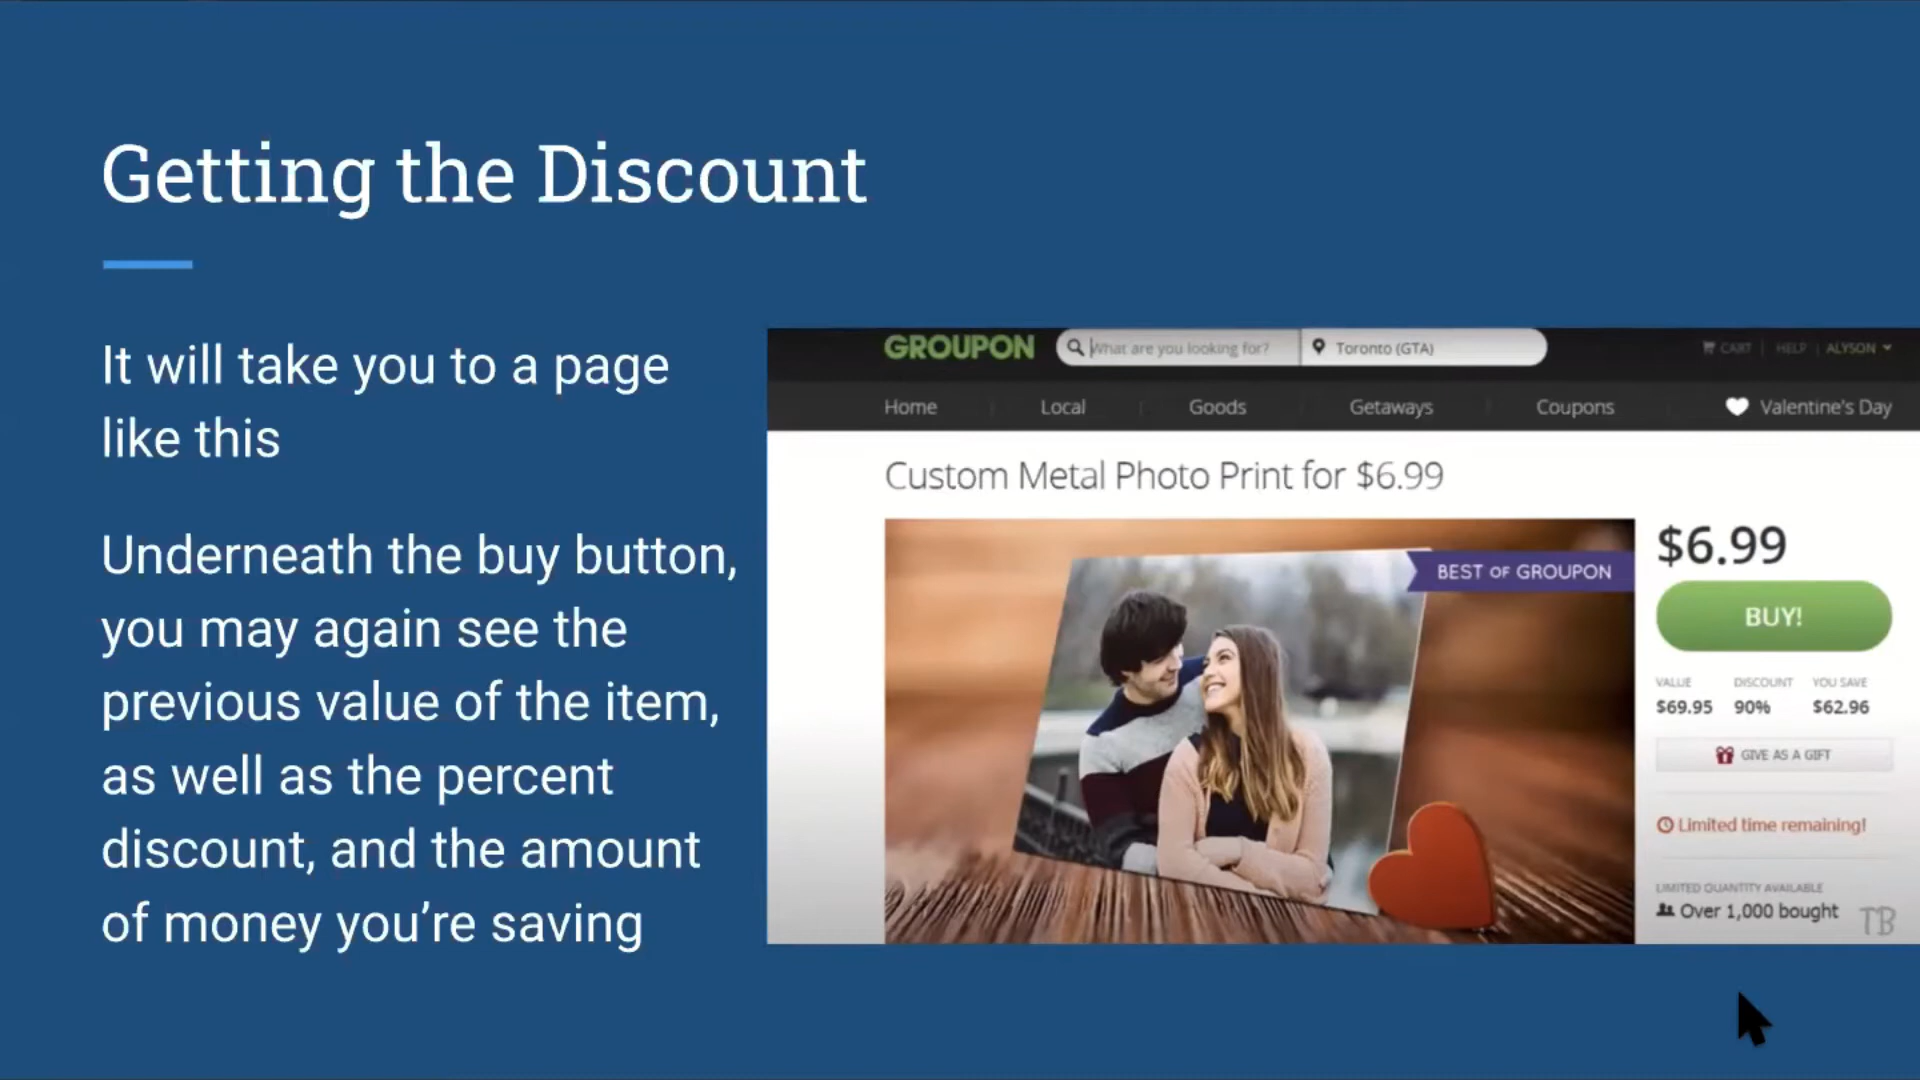 Getting the Discount
It will take you to a page
like this
Underneath the buy button,
you may again see the
previous value of the item,
as well as the percent
discount, and the amount
of money you're saving
GROUPON What are you looking for? Toronto (GTA) CART HELP ALYSON
Home Local Goods Getaways Coupons Valentine's Day
Custom Metal Photo Print for $6.99
BEST OF GROUPON
$6.99
BUY!
VALUE DISCOUNT YOU SAVE
$69.95 90% $62.96
GIVE AS A GIFT
Limited time remaining!
LIMITED QUANTITY AVAILABLE
Over 1,000 bought
TB